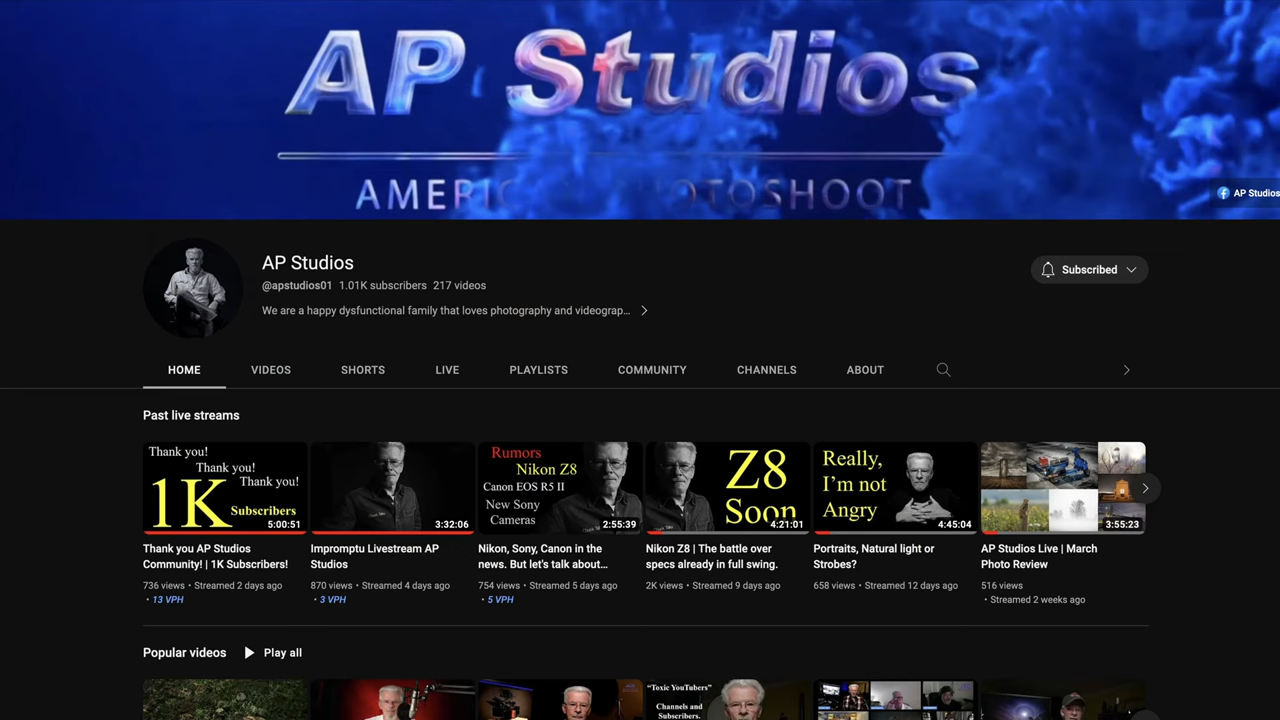 AP Studios
AMERIC OTOSHOOT
AP Studios
AP Studios
@apstudios01 1.01K subscribers 217 videos
We are a happy dysfunctional family that loves photography and videograp...
Subscribed
HOME VIDEOS SHORTS LIVE PLAYLISTS COMMUNITY CHANNELS ABOUT
Past live streams
Thank you!
Thank you!
Thank you!
1K Subscribers
5:00:51
3:32:06
Rumors
Nikon Z8
Canon EOS R5 II
New Sony
Cameras
2:55:39
Z8
Soon
4:21:01
Really,
I'm not
Angry
4:45:04
3:55:23
Thank you AP Studios
Community! | 1K Subscribers!
736 views • Streamed 2 days ago
• 13 VPH
Impromptu Livestream AP
Studios
870 views • Streamed 4 days ago
• 3 VPH
Nikon, Sony, Canon in the
news. But let's talk about...
754 views • Streamed 5 days ago
• 5 VPH
Nikon Z8 | The battle over
specs already in full swing.
2K views • Streamed 9 days ago
Portraits, Natural light or
Strobes?
658 views • Streamed 12 days ago
AP Studios Live | March
Photo Review
516 views
• Streamed 2 weeks ago
Popular videos Play all
"Toxic YouTubers"
Channels and
Subscribers.